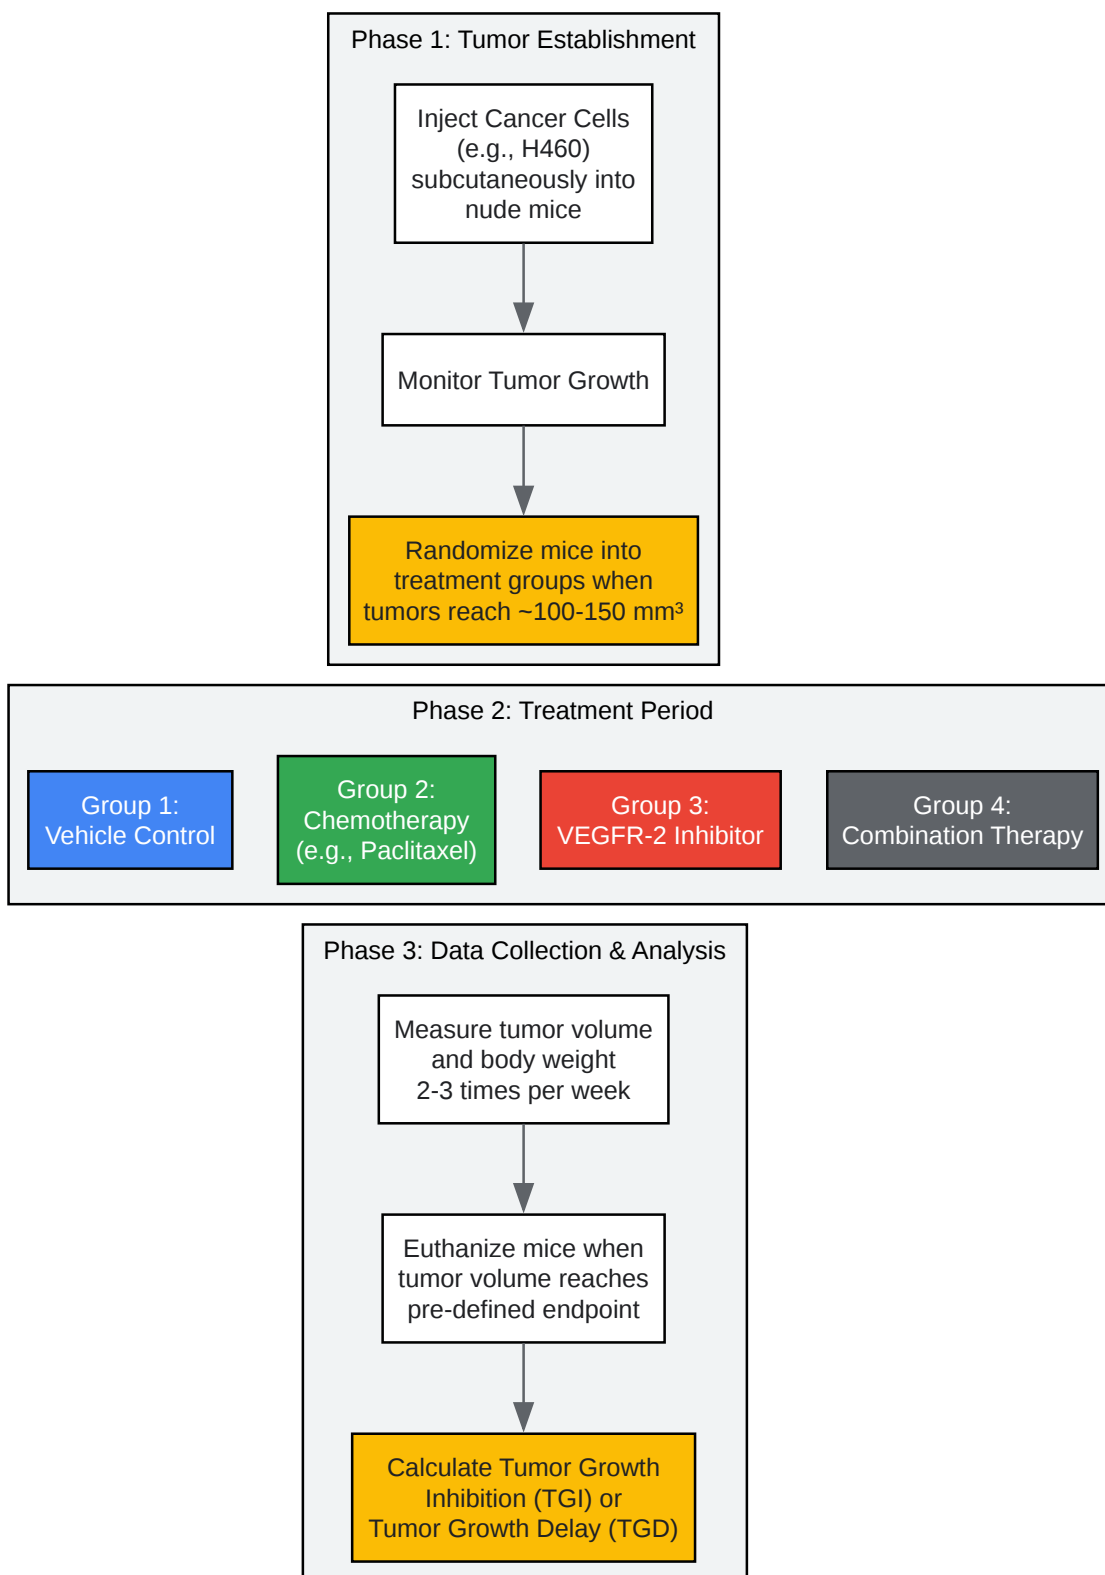 Phase 1: Tumor Establishment
Inject Cancer Cells
(e.g., H460)
subcutaneously into
nude mice
Monitor Tumor Growth
Randomize mice into
treatment groups when
tumors reach ~100-150 mm³
Phase 2: Treatment Period
Group 1:
Vehicle Control
Group 2:
Chemotherapy
(e.g., Paclitaxel)
Group 3:
VEGFR-2 Inhibitor
Group 4:
Combination Therapy
Phase 3: Data Collection & Analysis
Measure tumor volume
and body weight
2-3 times per week
Euthanize mice when
tumor volume reaches
pre-defined endpoint
Calculate Tumor Growth
Inhibition (TGI) or
Tumor Growth Delay (TGD)